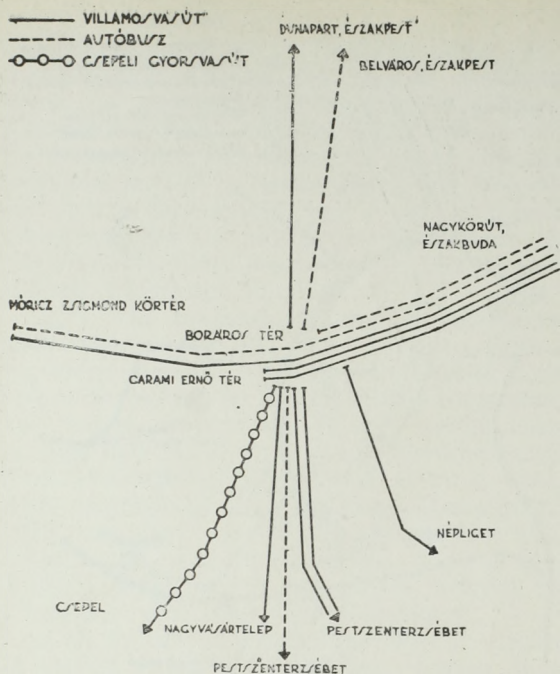 VILLAMOSVASÚT
AUTÓBUSZ
CSEPELI GYORSVASÚT
DUNAPART, ÉSZAKPEST
BELVÁROS, ÉSZAKPEST
NAGYKÖRÚT,
ÉSZAKBUDA
MÓRICZ ZSIGMOND KÖRTÉR
BORÁROS TÉR
GARAMI ERNŐ TÉR
NÉPLIGET
CSEPEL
NAGYVÁSÁRTELEP
PESTSZENTERZSÉBET
PESTSZENTERZSÉBET